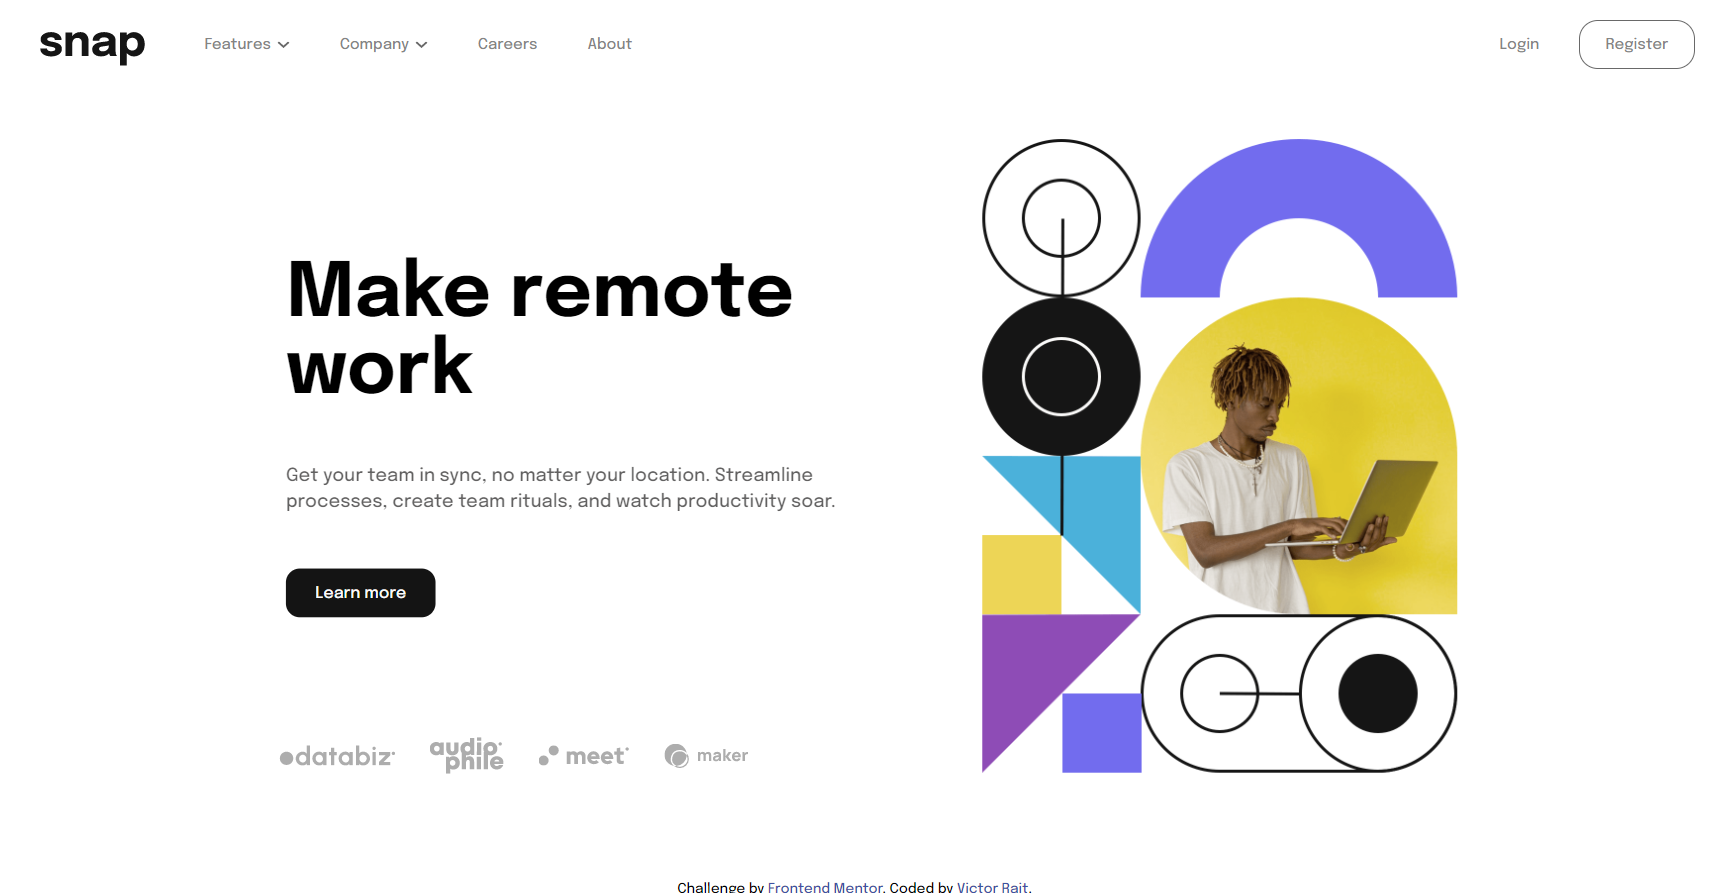 snap
Features
Company
Careers
About
Login
Register
Make remote
work
Get your team in sync, no matter your location. Streamline
processes, create team rituals, and watch productivity soar.
Learn more
databiz
audio
phile
meet
maker
Challenge by Frontend Mentor. Coded by Victor Rait.